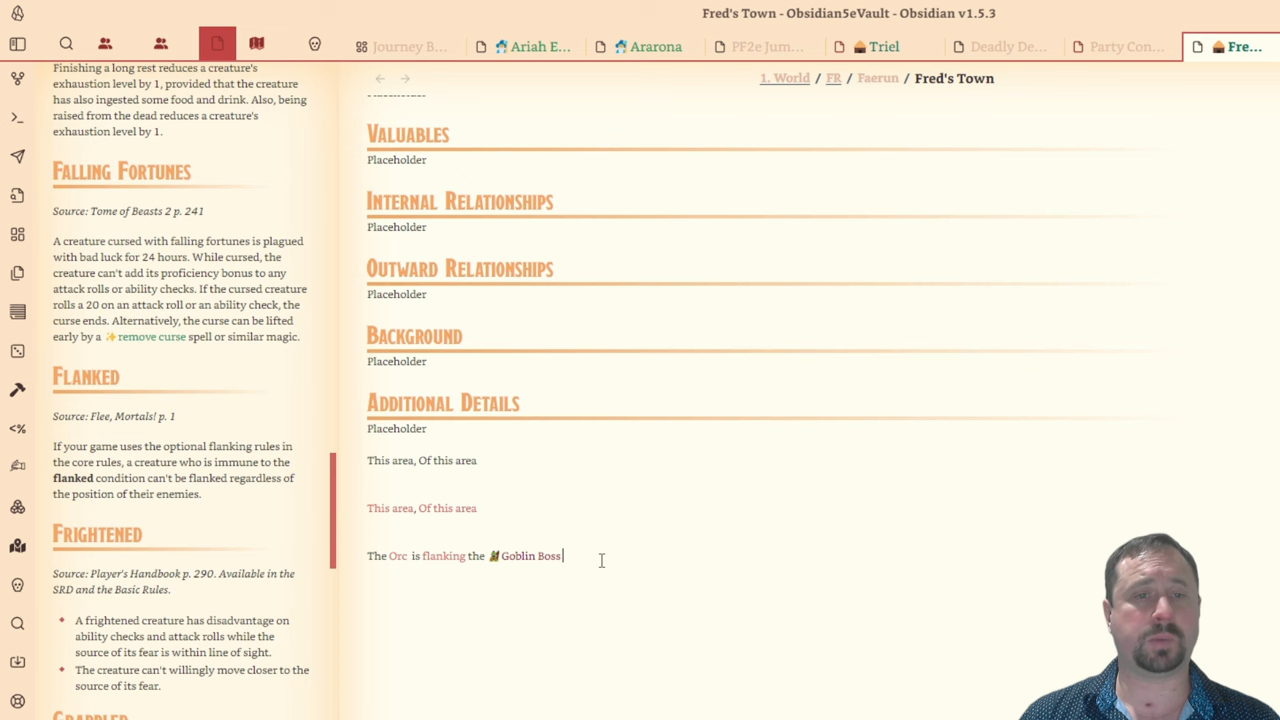 Fred's Town - Obsidian5eVault - Obsidian v1.5.3
Journey B...
Ariah E...
Ararona
PF2e Jum...
Triel
Deadly De...
Party Con...
Fre...
1. World / FR / Faerun / Fred's Town
Finishing a long rest reduces a creature's
exhaustion level by 1, provided that the creature
has also ingested some food and drink. Also, being
raised from the dead reduces a creature's
exhaustion level by 1.
Falling Fortunes
Source: Tome of Beasts 2 p. 241
A creature cursed with falling fortunes is plagued
with bad luck for 24 hours. While cursed, the
creature can't add its proficiency bonus to any
attack rolls or ability checks. If the cursed creature
rolls a 20 on an attack roll or an ability check, the
curse ends. Alternatively, the curse can be lifted
early by a ✨remove curse spell or similar magic.
Flanked
Source: Flee, Mortals! p. 1
If your game uses the optional flanking rules in
the core rules, a creature who is immune to the
flanked condition can't be flanked regardless of
the position of their enemies.
Frightened
Source: Player's Handbook p. 290. Available in the
SRD and the Basic Rules.
A frightened creature has disadvantage on
ability checks and attack rolls while the
source of its fear is within line of sight.
The creature can't willingly move closer to the
source of its fear.
Grappled
Placeholder
Valuables
Placeholder
Internal Relationships
Placeholder
Outward Relationships
Placeholder
Background
Placeholder
Additional Details
Placeholder
This area, Of this area
This area, Of this area
The Orc is flanking the Goblin Boss